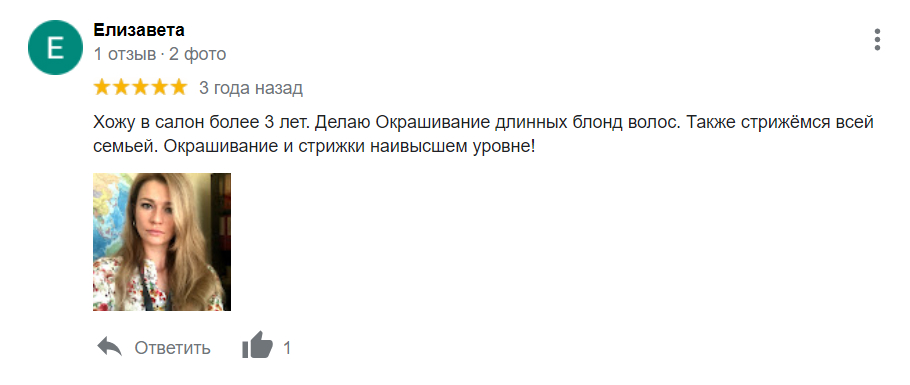 E
Елизавета
1 отзыв · 2 фото
3 года назад
Хожу в салон более 3 лет. Делаю Окрашивание длинных блонд волос. Также стрижёмся всей
семьей. Окрашивание и стрижки наивысшем уровне!
Ответить
1